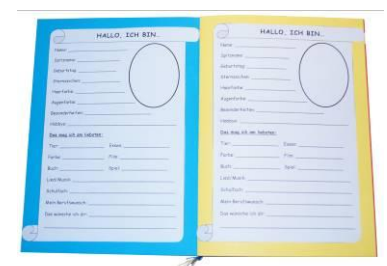 HALLO, ICH BIN...
Name:
Spitzname:
Geburtstag:
Sternzeichen:
Haarfarbe:
Augenfarbe:
Besonderheiten:
Hobbys:
Das mag ich am liebsten:
Tier: Essen:
Farbe: Film:
Buch: Spiel:
Lied/Musik:
Schulfach:
Mein Berufswunsch:
Das wünsche ich dir:
HALLO, ICH BIN...
Name:
Spitzname:
Geburtstag:
Sternzeichen:
Haarfarbe:
Augenfarbe:
Besonderheiten:
Hobbys:
Das mag ich am liebsten:
Tier: Essen:
Farbe: Film:
Buch: Spiel:
Lied/Musik:
Schulfach:
Mein Berufswunsch:
Das wünsche ich dir: